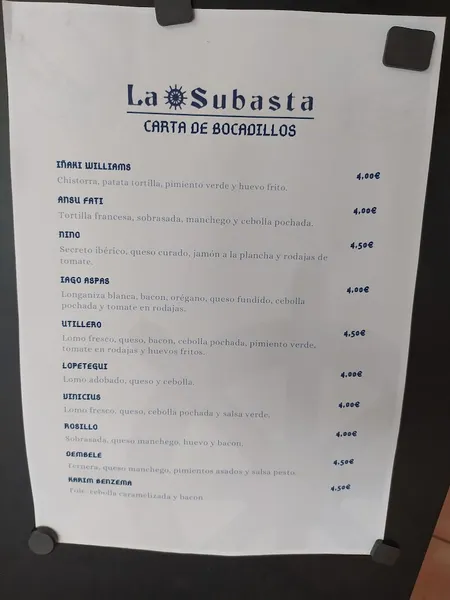 La Subasta
CARTA DE BOCADILLOS
IÑAKI WILLIAMS 4,00€
Chistorra, patata tortilla, pimiento verde y huevo frito.
ANSU FATI 4,00€
Tortilla francesa, sobrasada, manchego y cebolla pochada.
NINO 4,50€
Secreto ibérico, queso curado, jamón a la plancha y rodajas de
tomate.
IAGO ASPAS 4,00€
Longaniza blanca, bacon, orégano, queso fundido, cebolla
pochada y tomate en rodajas.
UTILLERO 4,50€
Lomo fresco, queso, bacon, cebolla pochada, pimiento verde,
tomate en rodajas y huevos fritos.
LOPETEGUI 4,00€
Lomo adobado, queso y cebolla.
VINICIUS 4,00€
Lomo fresco, queso, cebolla pochada y salsa verde.
ROSILLO 4,00€
Sobrasada, queso manchego, huevo y bacon.
DEMBELÉ 4,50€
Ternera, queso manchego, pimientos asados y salsa pesto.
KARIM BENZEMA 4,50€
Foie, cebolla caramelizada y bacon